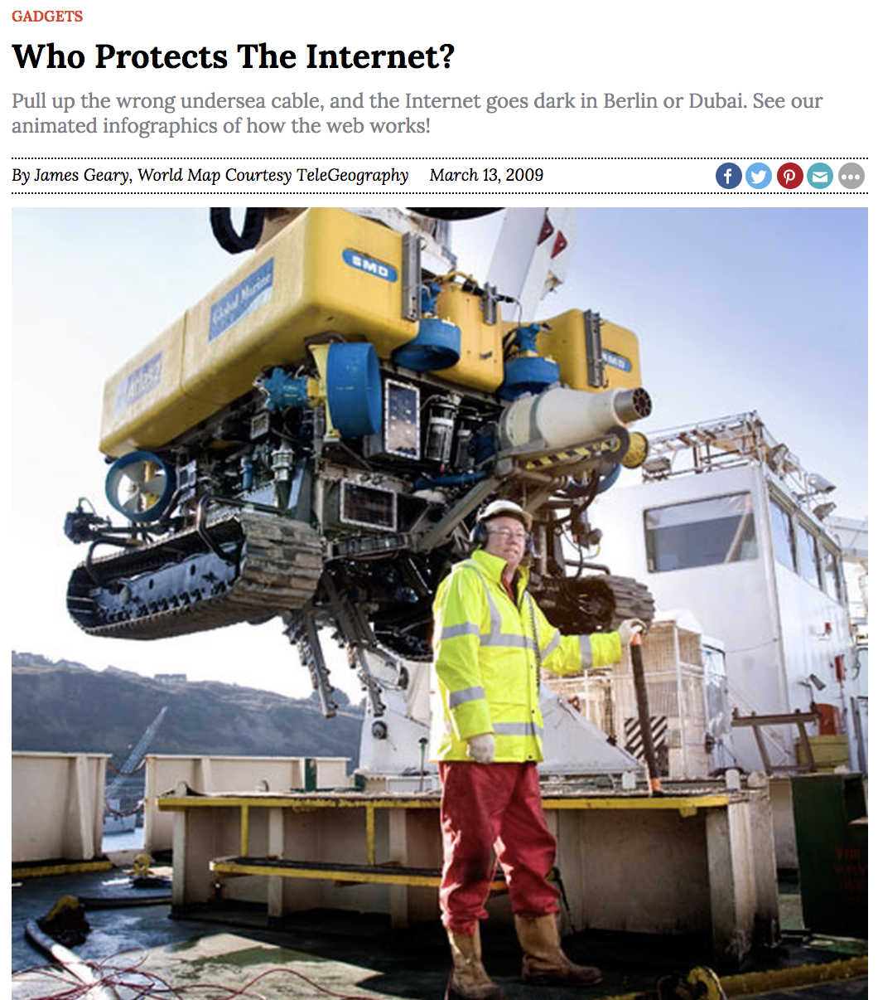 GADGETS
Who Protects The Internet?
Pull up the wrong undersea cable, and the Internet goes dark in Berlin or Dubai. See our
animated infographics of how the web works!
By James Geary, World Map Courtesy TeleGeography March 13, 2009
SMD
Global Marine
Atlas2
SMD